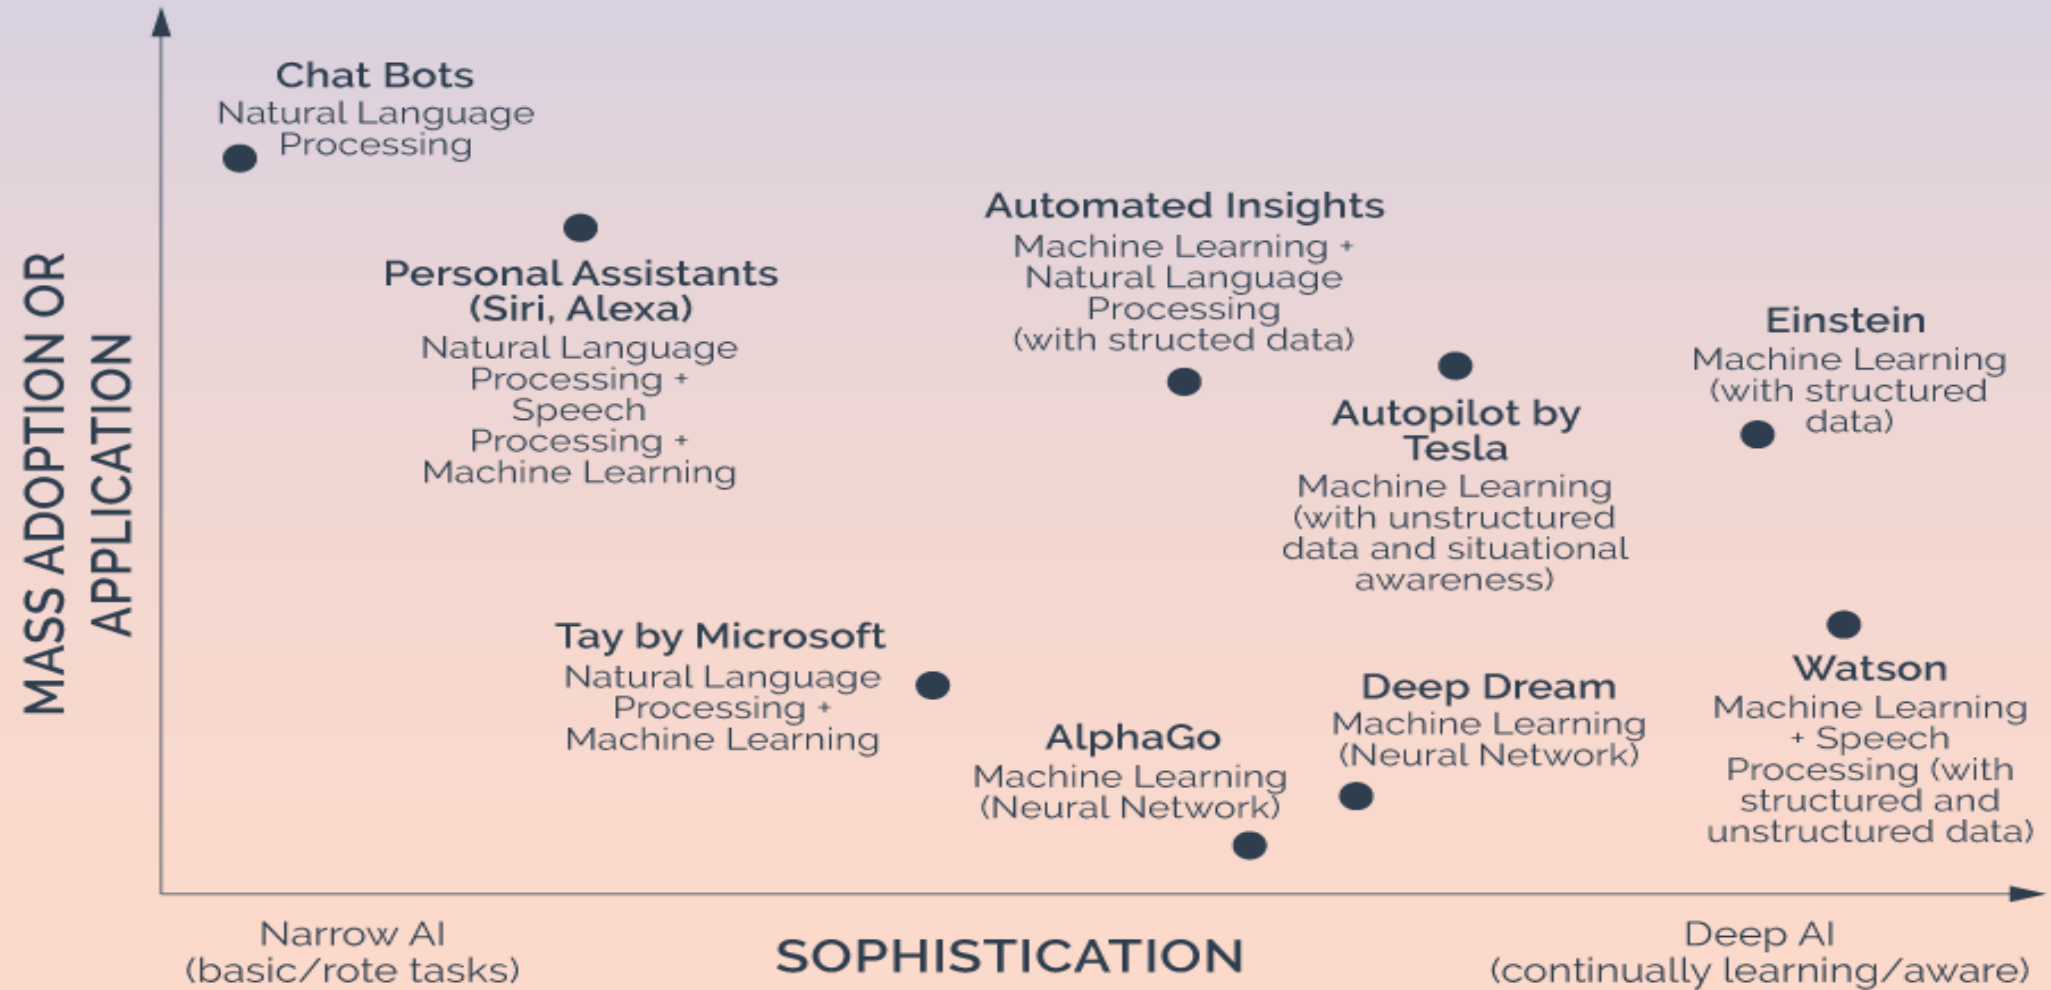 MASS ADOPTION OR
APPLICATION
Chat Bots
Natural Language
Processing
Personal Assistants
(Siri, Alexa)
Natural Language
Processing +
Speech
Processing +
Machine Learning
Automated Insights
Machine Learning +
Natural Language
Processing
(with structed data)
Autopilot by
Tesla
Machine Learning
(with unstructured
data and situational
awareness)
Einstein
Machine Learning
(with structured
data)
Tay by Microsoft
Natural Language
Processing +
Machine Learning
AlphaGo
Machine Learning
(Neural Network)
Deep Dream
Machine Learning
(Neural Network)
Watson
Machine Learning
+ Speech
Processing (with
structured and
unstructured data)
Narrow AI
(basic/rote tasks)
SOPHISTICATION
Deep AI
(continually learning/aware)